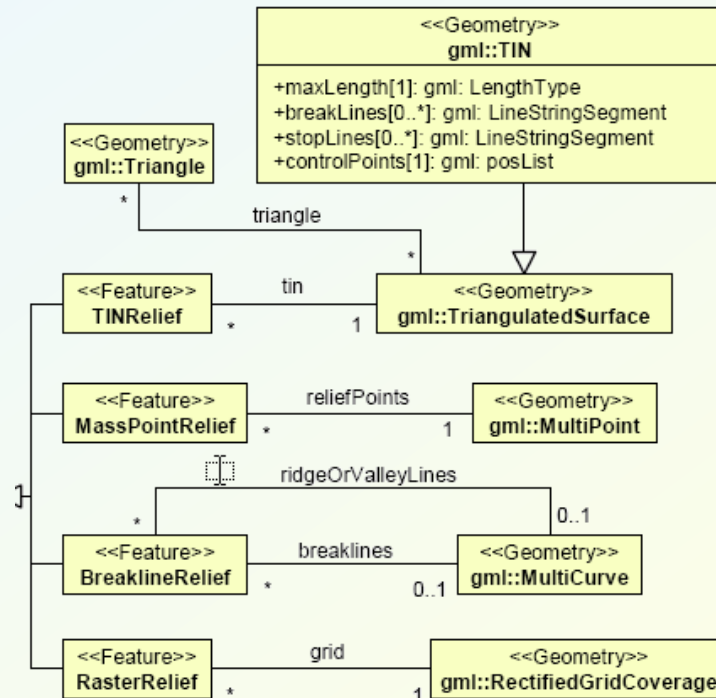 <<Geometry>>
gml::TIN
+maxLength[1]: gml: LengthType
+breakLines[0..*]: gml: LineStringSegment
+stopLines[0..*]: gml: LineStringSegment
+controlPoints[1]: gml: posList
<<Geometry>>
gml::Triangle
*
triangle
*
<<Feature>>
TINRelief
tin
*
1
<<Geometry>>
gml::TriangulatedSurface
<<Feature>>
MassPointRelief
reliefPoints
*
1
<<Geometry>>
gml::MultiPoint
ridgeOrValleyLines
*
0..1
<<Feature>>
BreaklineRelief
breaklines
*
0..1
<<Geometry>>
gml::MultiCurve
<<Feature>>
RasterRelief
grid
*
1
<<Geometry>>
gml::RectifiedGridCoverage